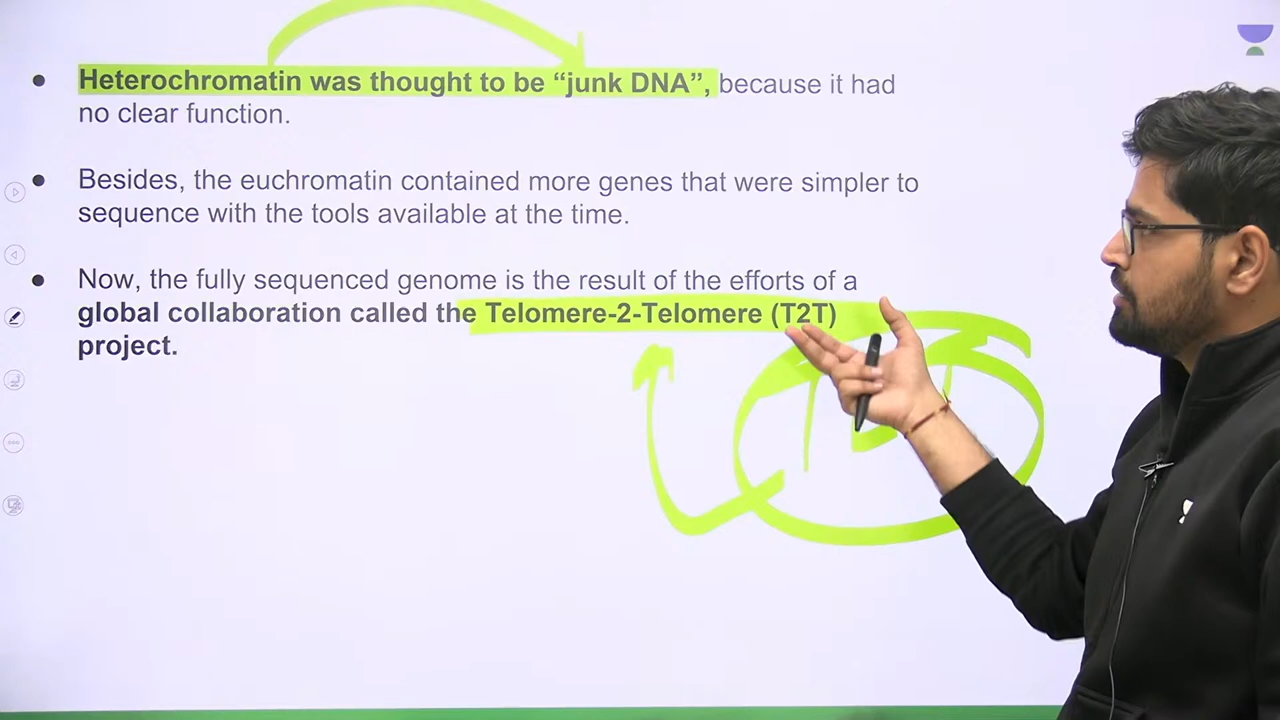 Heterochromatin was thought to be “junk DNA”, because it had
no clear function.
Besides, the euchromatin contained more genes that were simpler to
sequence with the tools available at the time.
Now, the fully sequenced genome is the result of the efforts of a
global collaboration called the Telomere-2-Telomere (T2T)
project.